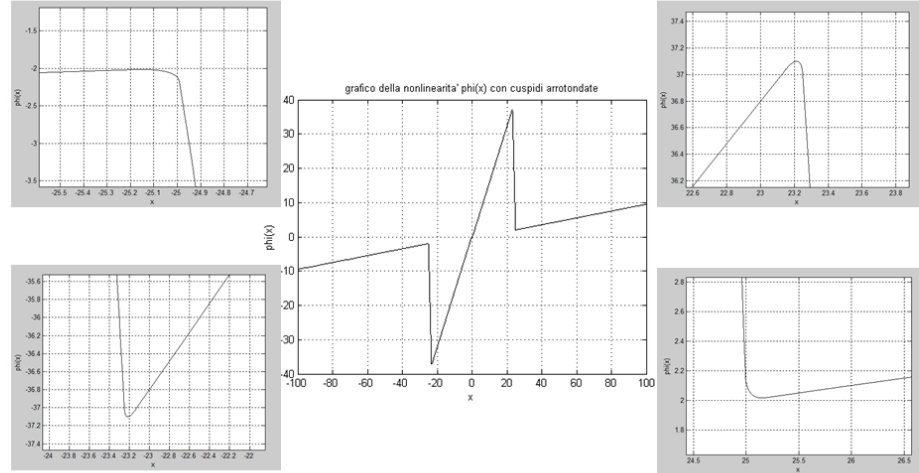 -1.5
-2
-2.5
-3
-3.5
phi(x)
-25.5 -25.4 -25.3 -25.2 -25.1 -25 -24.9 -24.8 -24.7
x
grafico della nonlinearita' phi(x) con cuspidi arrotondate
40
30
20
10
0
-10
-20
-30
-40
phi(x)
-100 -80 -60 -40 -20 0 20 40 60 80 100
x
37.4
37.2
37
36.8
36.6
36.4
36.2
phi(x)
22.6 22.8 23 23.2 23.4 23.6 23.8
x
-35.6
-35.8
-36
-36.2
-36.4
-36.6
-36.8
-37
-37.2
-37.4
phi(x)
-24 -23.8 -23.6 -23.4 -23.2 -23 -22.8 -22.6 -22.4 -22.2 -22
x
2.8
2.6
2.4
2.2
2
1.8
phi(x)
24.5 25 25.5 26 26.5
x